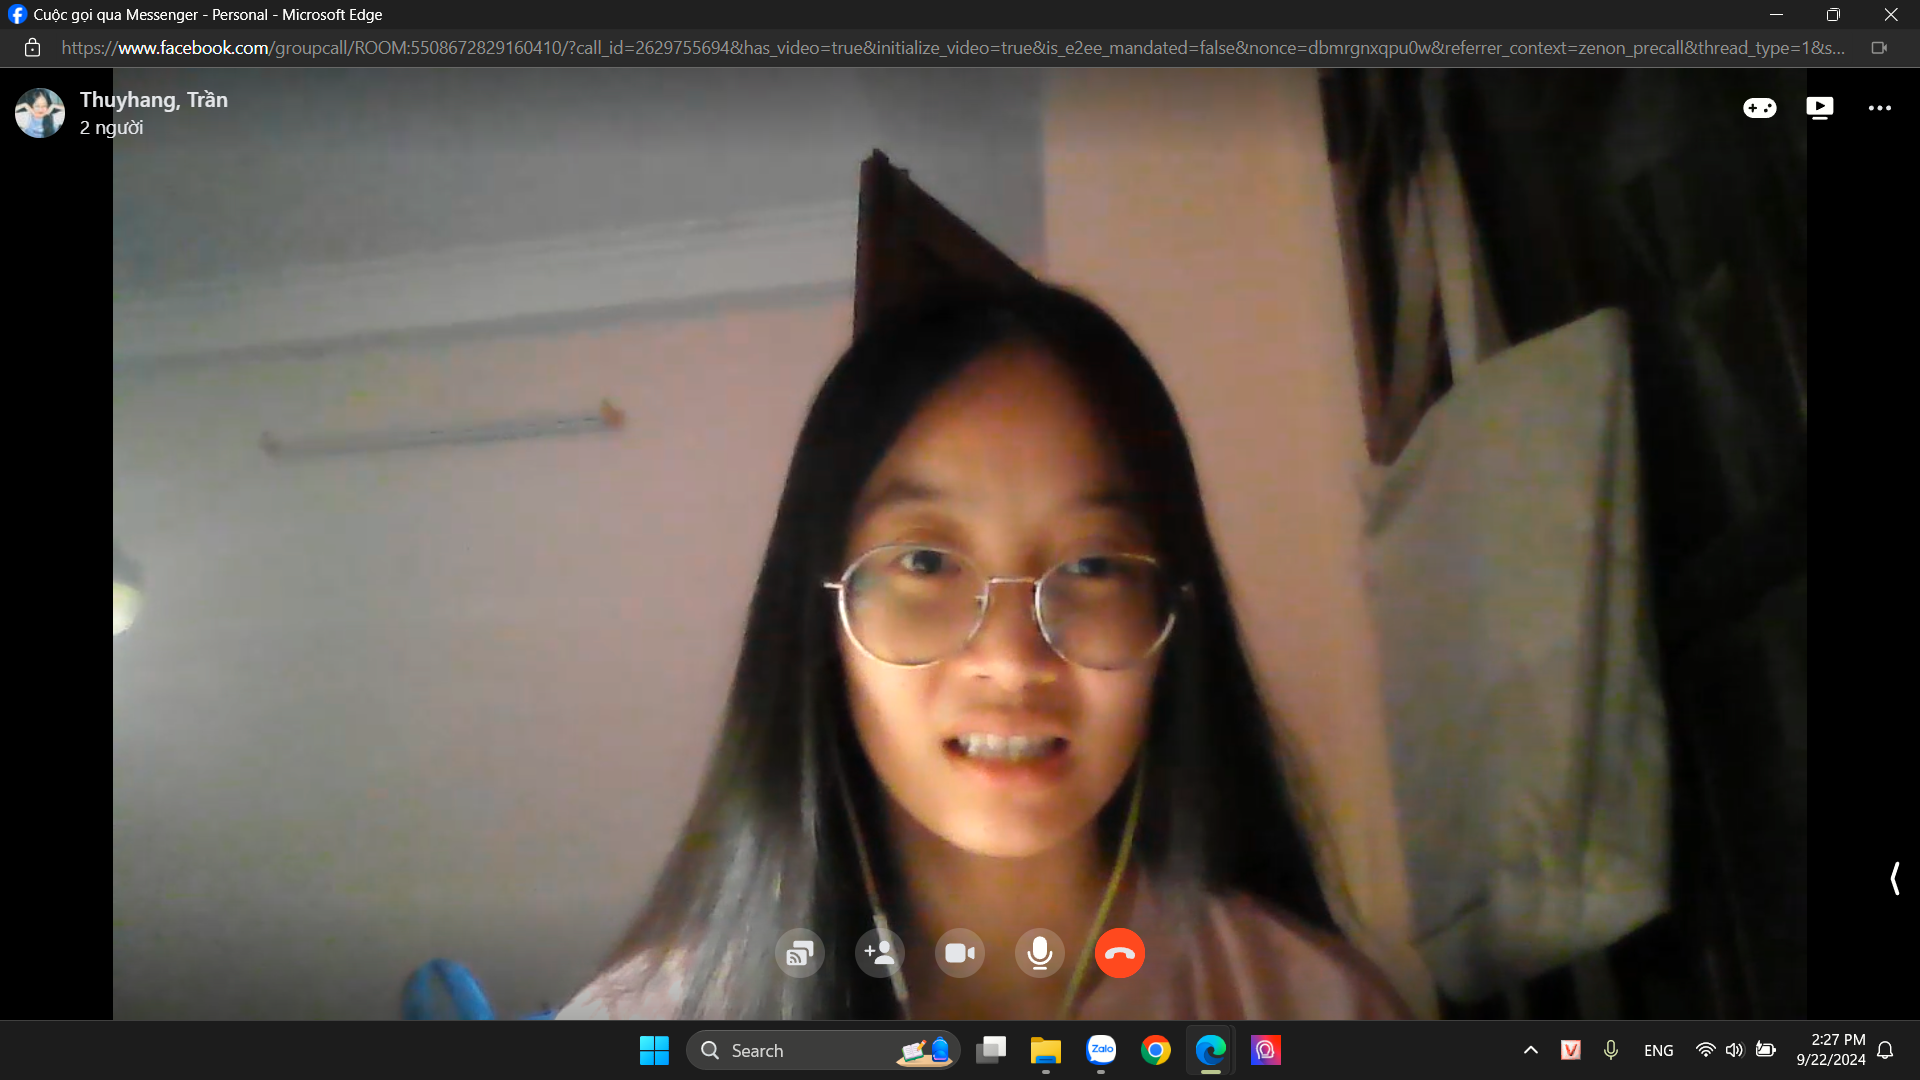 Cuộc gọi qua Messenger - Personal - Microsoft Edge
https://www.facebook.com/groupcall/ROOM:5508672829160410/?call_id=2629755694&has_video=true&initialize_video=true&is_e2ee_mandated=false&nonce=dbmrgnxqpu0w&referrer_context=zenon_precall&thread_type=1&s...
Thuyhang, Trần
2 người
Search
Zalo
V
ENG
2:27 PM
9/22/2024